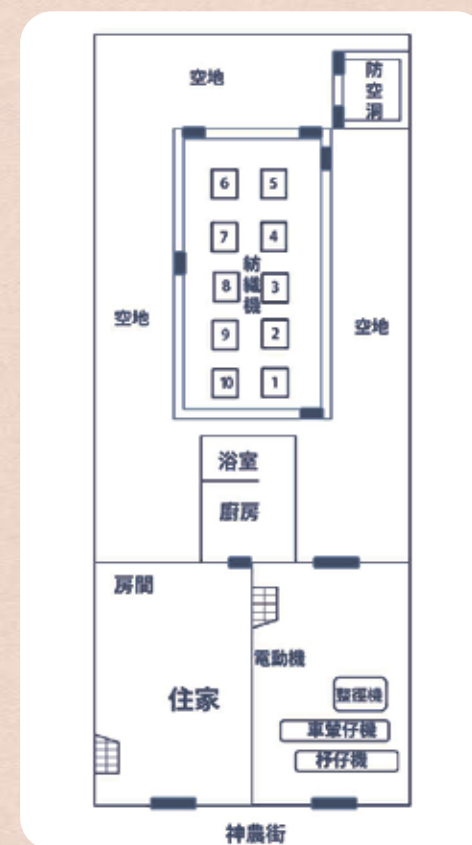 空地
防空洞
6 5
7 4
紡織機
8 3
空地
空地
9 2
10 1
浴室
廚房
房間
電動機
住家
整徑機
車輦仔機
杼仔機
神農街